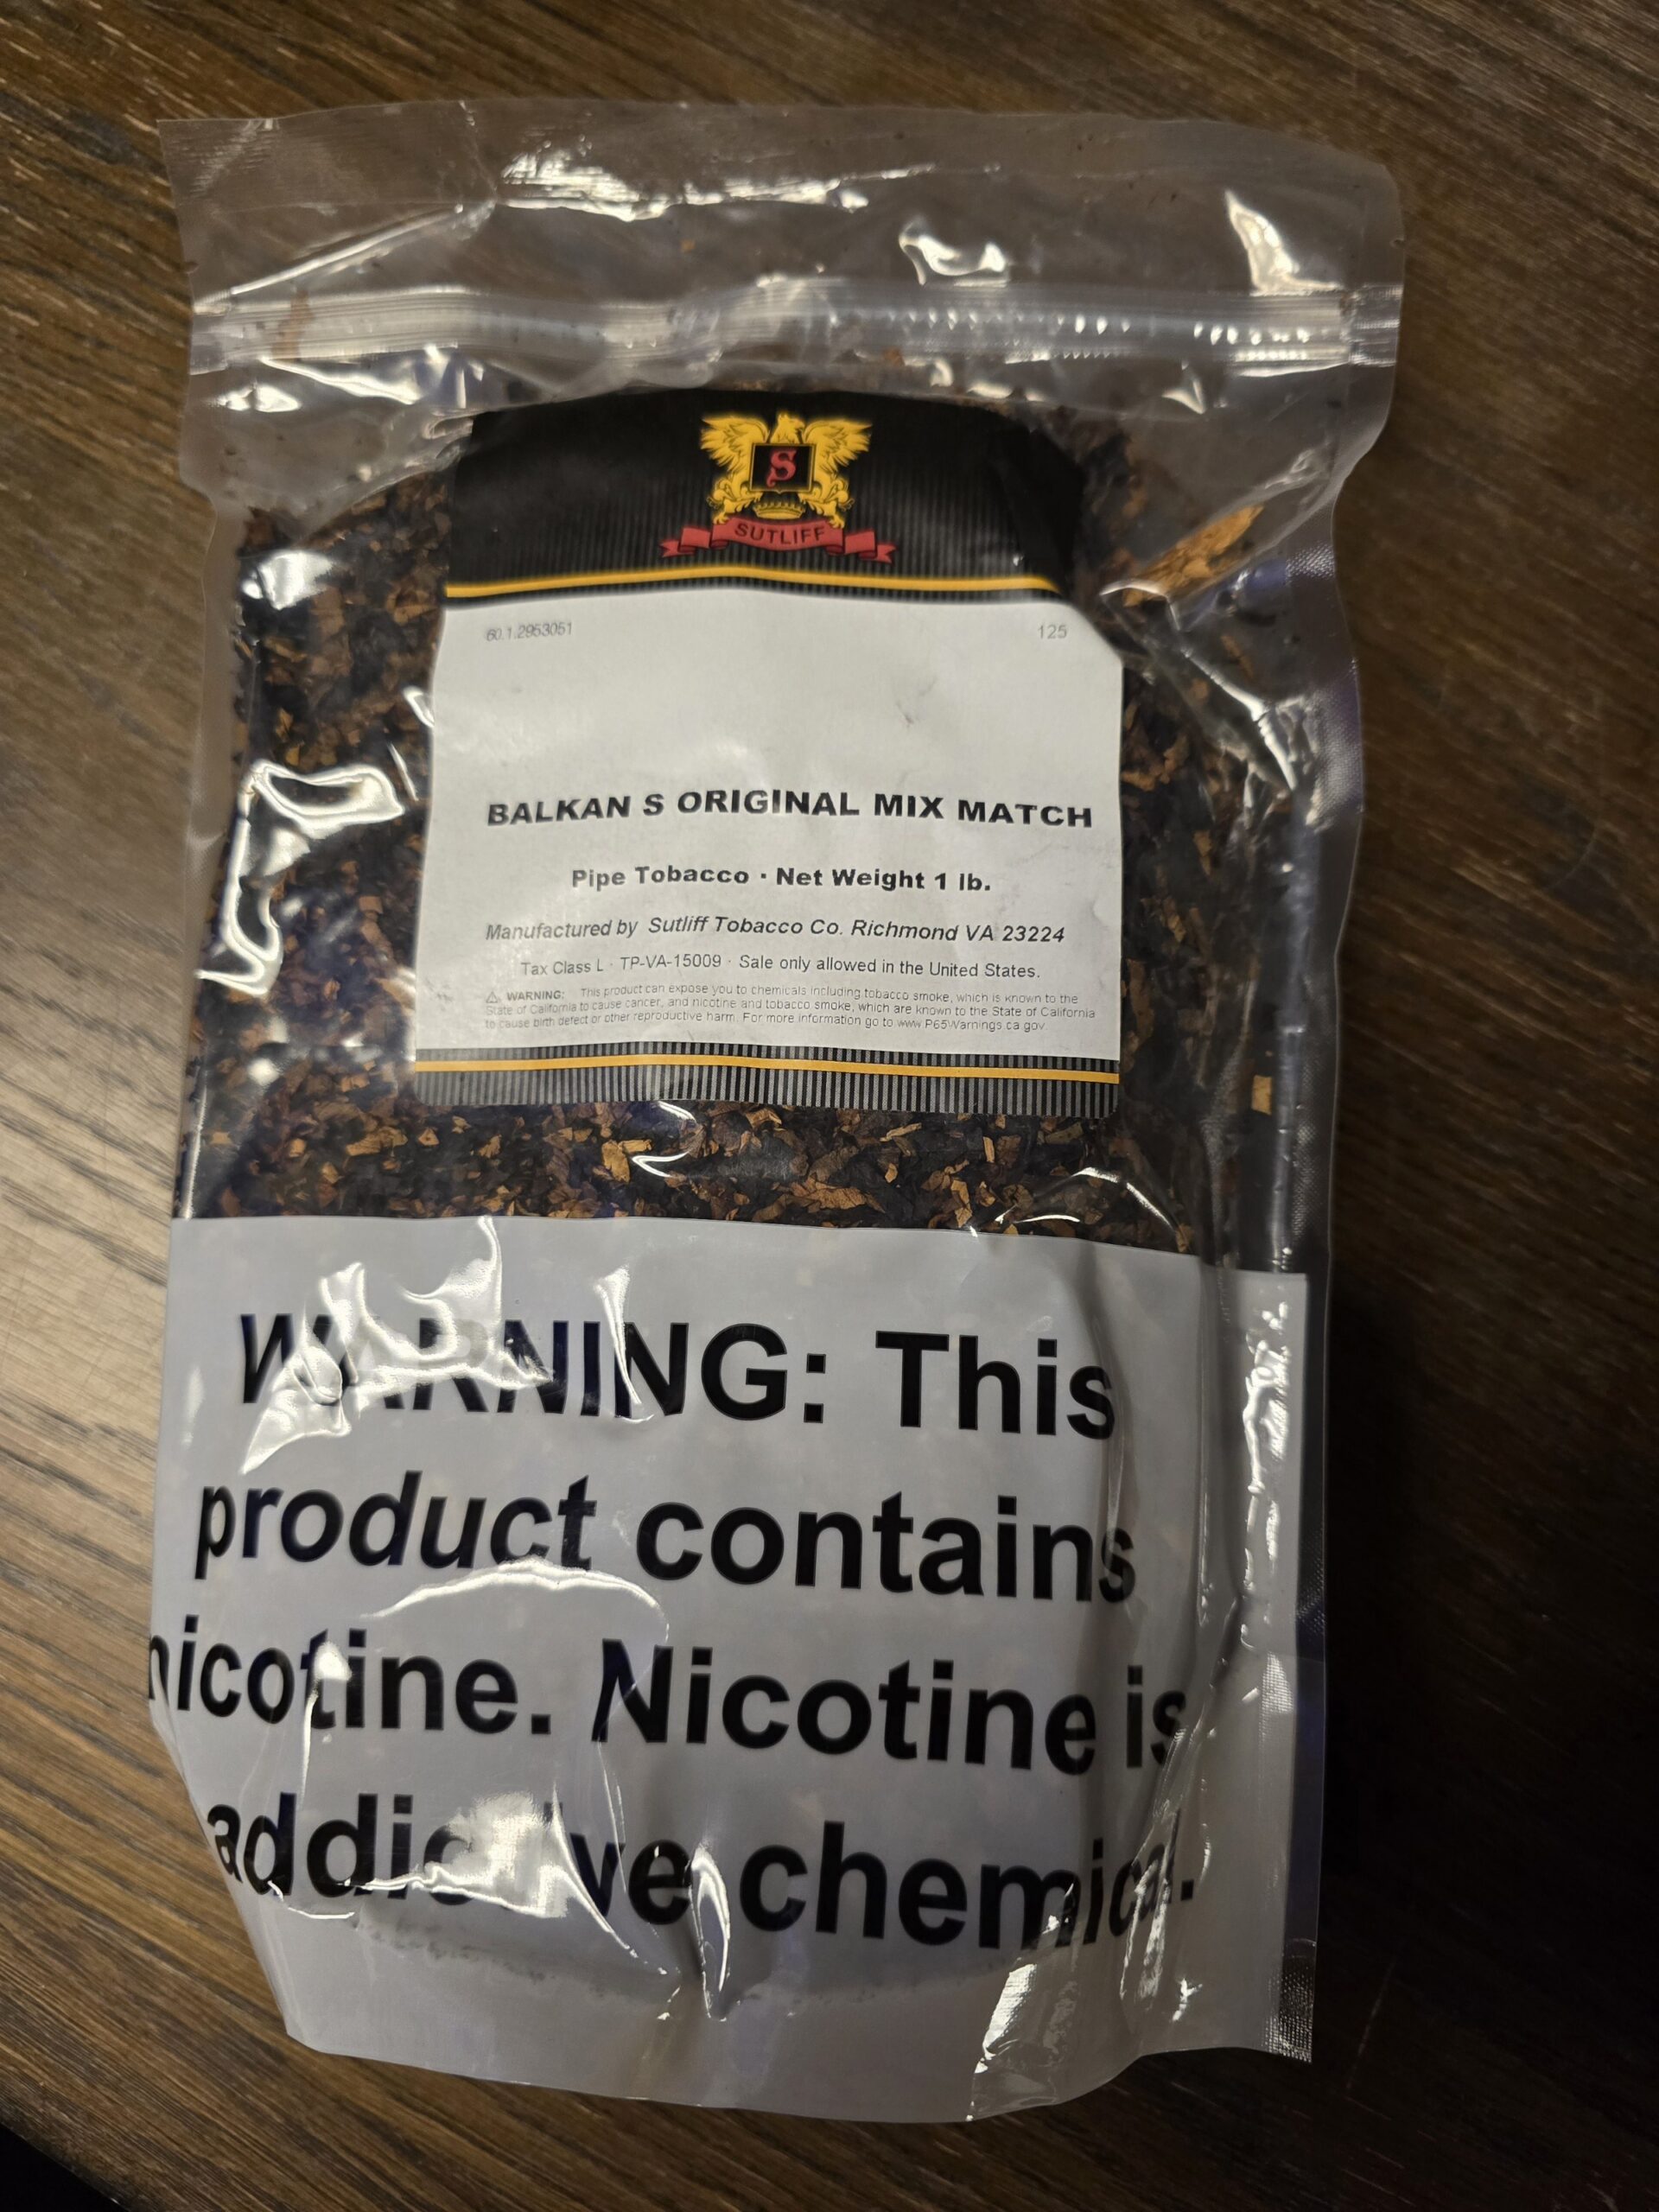 S
SUTLIFF
60.1.2953051 125
BALKAN S ORIGINAL MIX MATCH
Pipe Tobacco · Net Weight 1 lb.
Manufactured by Sutliff Tobacco Co. Richmond VA 23224
Tax Class L · TP-VA-15009 · Sale only allowed in the United States.
⚠ WARNING: This product can expose you to chemicals including tobacco smoke, which is known to the
State of California to cause cancer, and nicotine and tobacco smoke, which are known to the State of California
to cause birth defect or other reproductive harm. For more information go to www.P65Warnings.ca.gov.
WARNING: This
product contains
nicotine. Nicotine is
addictive chemical.